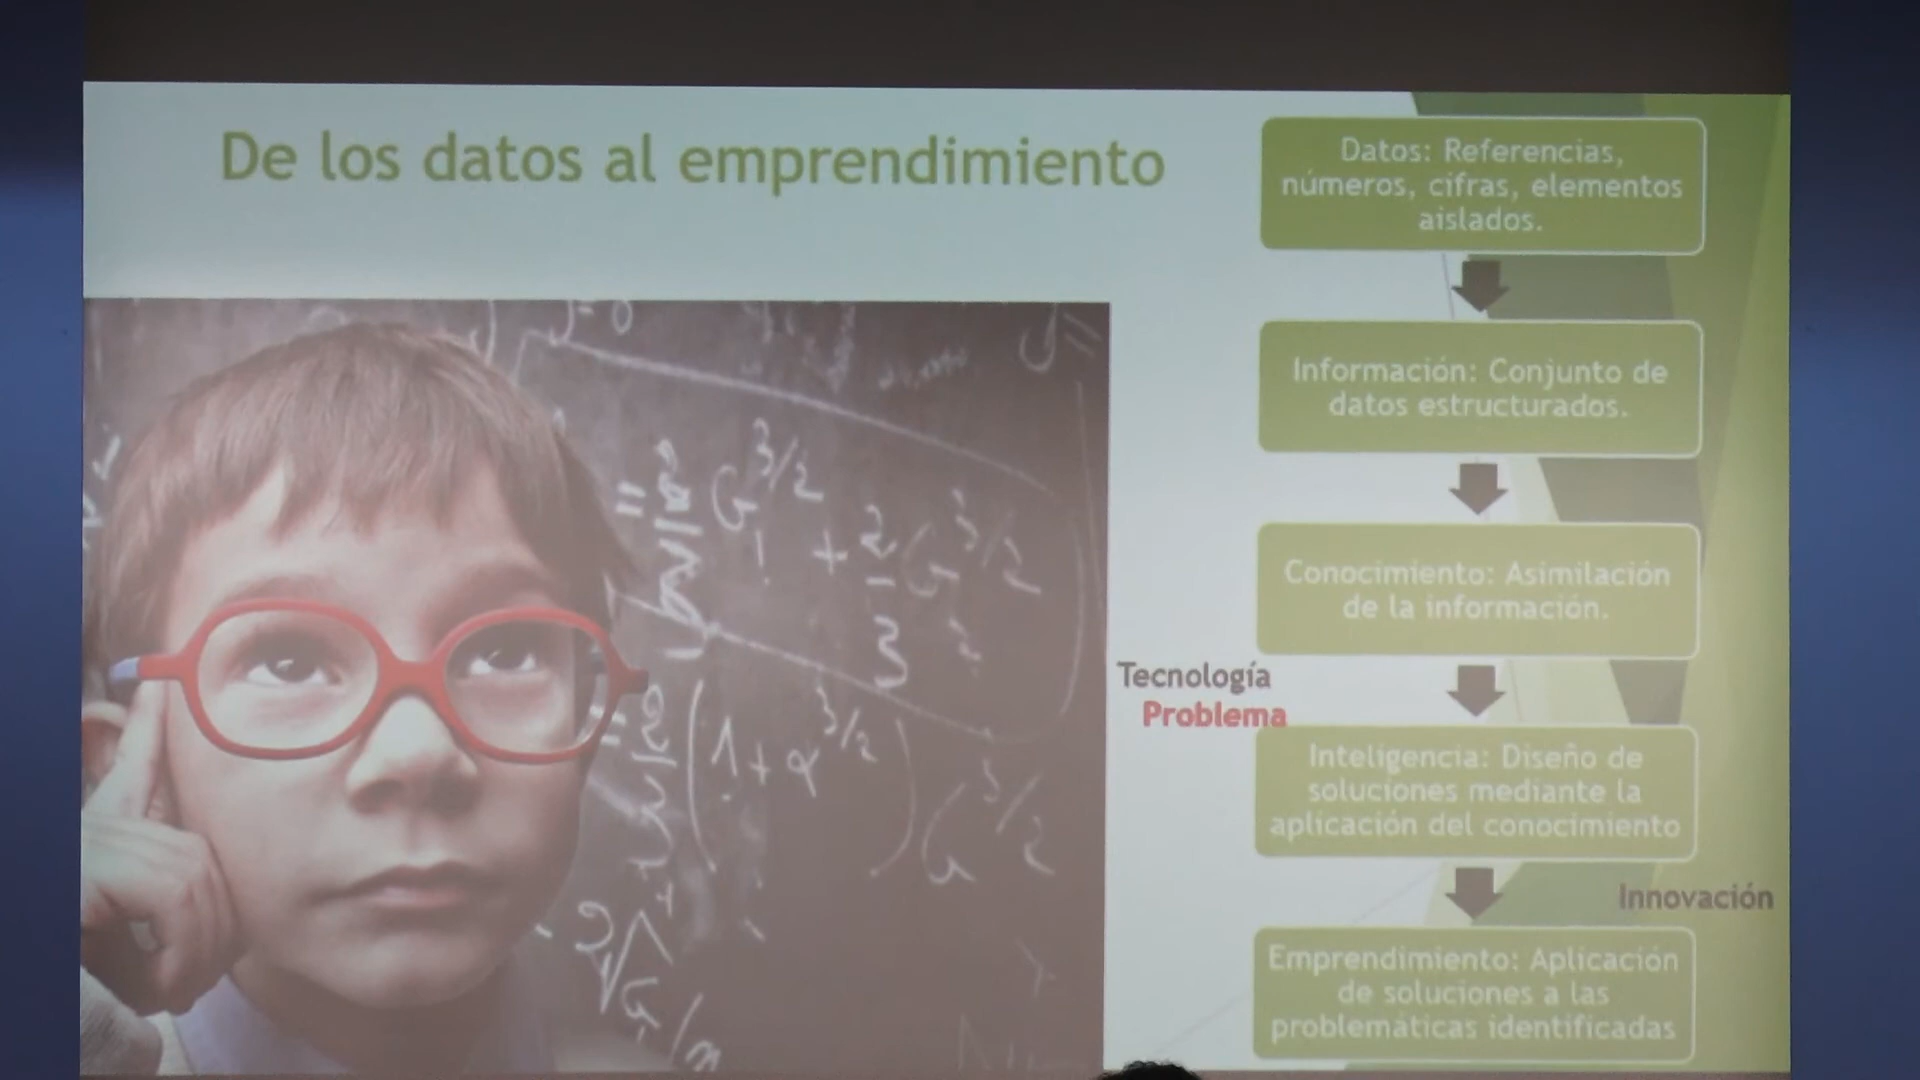 De los datos al emprendimiento
Datos: Referencias,
números, cifras, elementos
aislados.
Información: Conjunto de
datos estructurados.
Conocimiento: Asimilación
de la información.
Tecnología
Problema
Inteligencia: Diseño de
soluciones mediante la
aplicación del conocimiento
Innovación
Emprendimiento: Aplicación
de soluciones a las
problemáticas identificadas